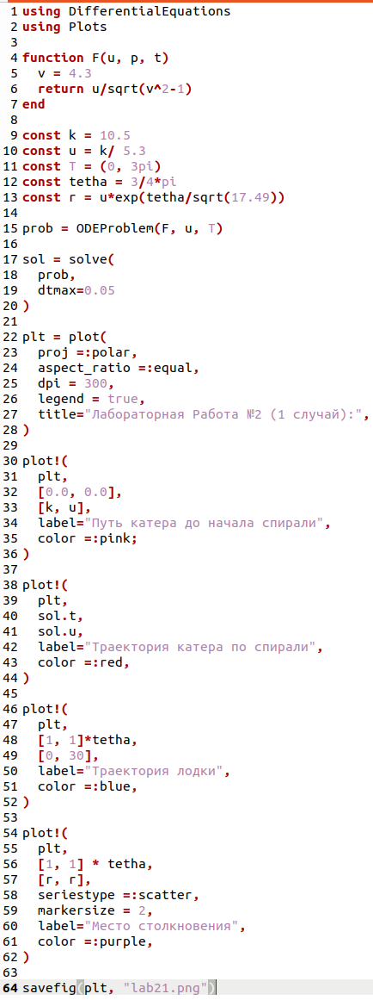 1 using DifferentialEquations
2 using Plots
3
4 function F(u, p, t)
5   v = 4.3
6   return u/sqrt(v^2-1)
7 end
8
9 const k = 10.5
10 const u = k/ 5.3
11 const T = (0, 3pi)
12 const tetha = 3/4*pi
13 const r = u*exp(tetha/sqrt(17.49))
14
15 prob = ODEProblem(F, u, T)
16
17 sol = solve(
18   prob,
19   dtmax=0.05
20 )
21
22 plt = plot(
23   proj =:polar,
24   aspect_ratio =:equal,
25   dpi = 300,
26   legend = true,
27   title="Лабораторная Работа №2 (1 случай):",
28 )
29
30 plot!(
31   plt,
32   [0.0, 0.0],
33   [k, u],
34   label="Путь катера до начала спирали",
35   color =:pink;
36 )
37
38 plot!(
39   plt,
40   sol.t,
41   sol.u,
42   label="Траектория катера по спирали",
43   color =:red,
44 )
45
46 plot!(
47   plt,
48   [1, 1]*tetha,
49   [0, 30],
50   label="Траектория лодки",
51   color =:blue,
52 )
53
54 plot!(
55   plt,
56   [1, 1] * tetha,
57   [r, r],
58   seriestype =:scatter,
59   markersize = 2,
60   label="Место столкновения",
61   color =:purple,
62 )
63
64 savefig(plt, "lab21.png")